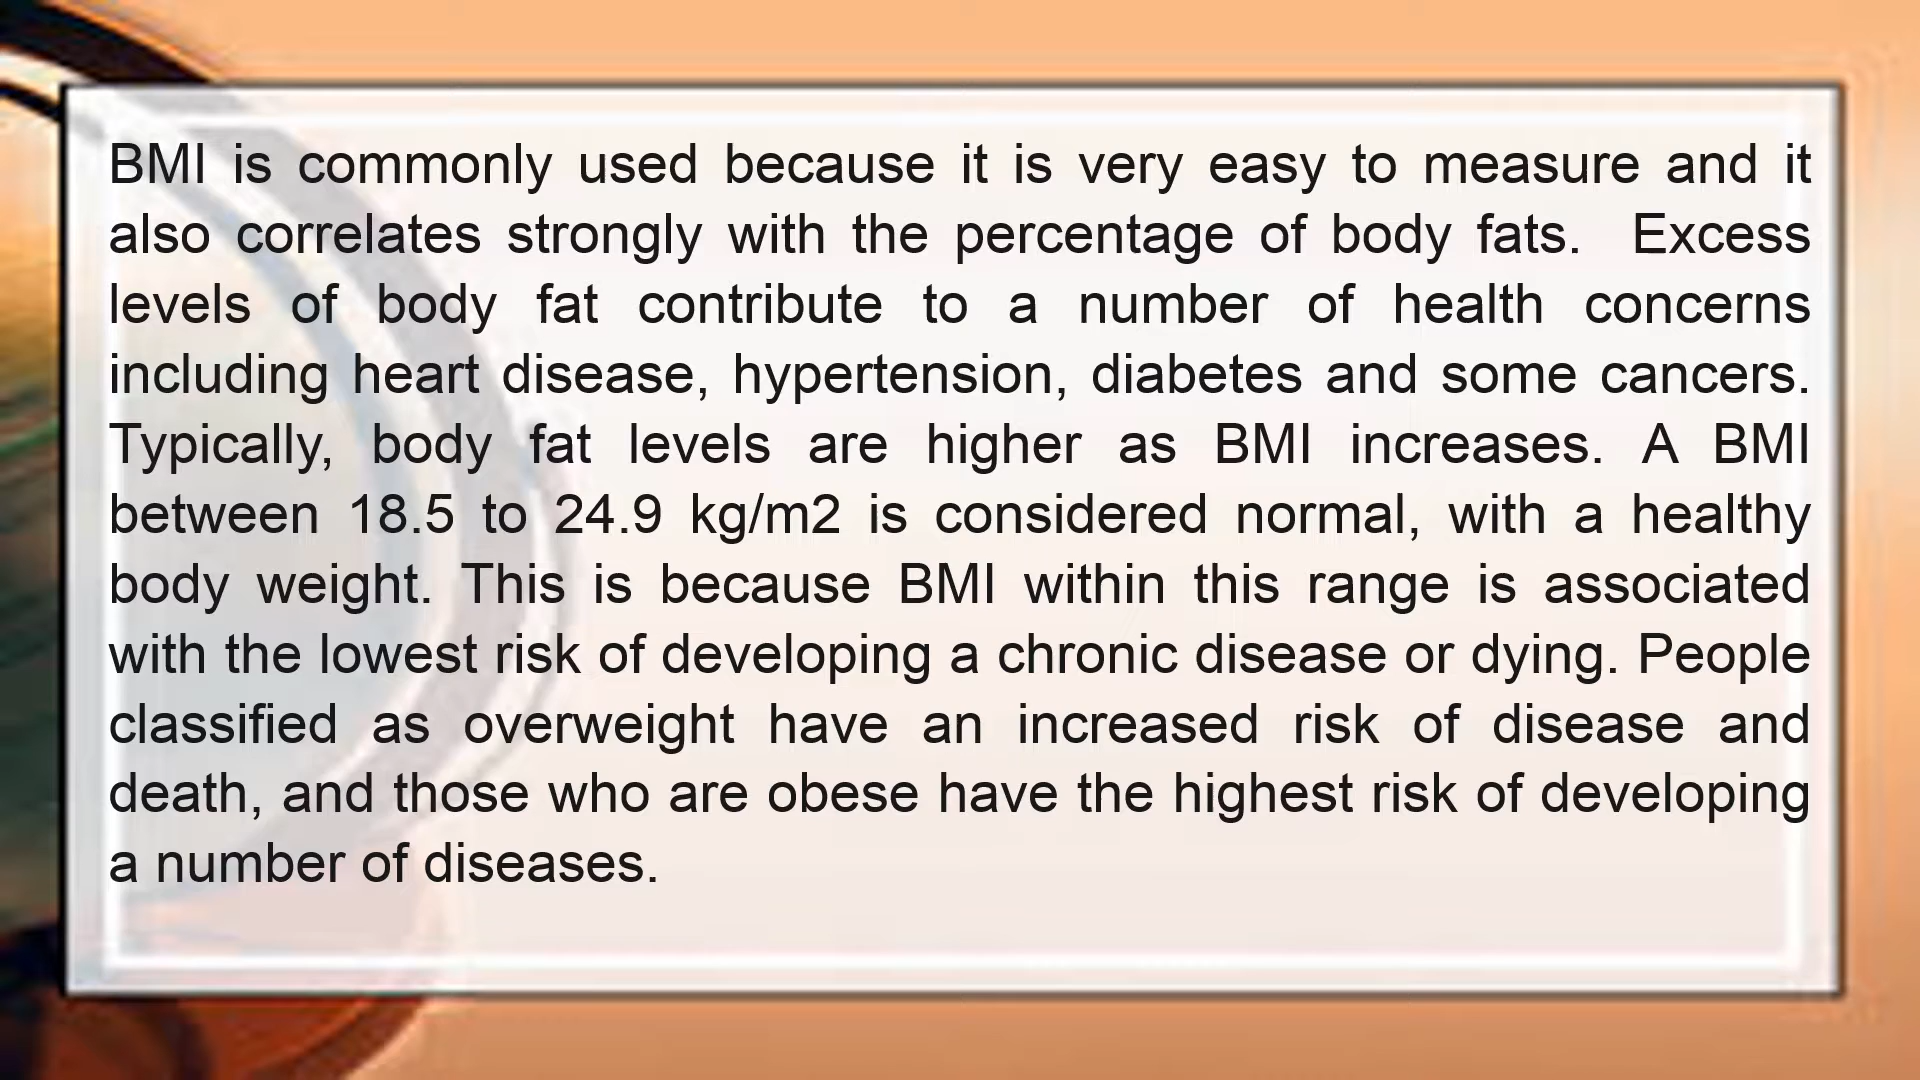 BMI is commonly used because it is very easy to measure and it
also correlates strongly with the percentage of body fats.  Excess
levels of body fat contribute to a number of health concerns
including heart disease, hypertension, diabetes and some cancers.
Typically, body fat levels are higher as BMI increases. A BMI
between 18.5 to 24.9 kg/m2 is considered normal, with a healthy
body weight. This is because BMI within this range is associated
with the lowest risk of developing a chronic disease or dying. People
classified as overweight have an increased risk of disease and
death, and those who are obese have the highest risk of developing
a number of diseases.